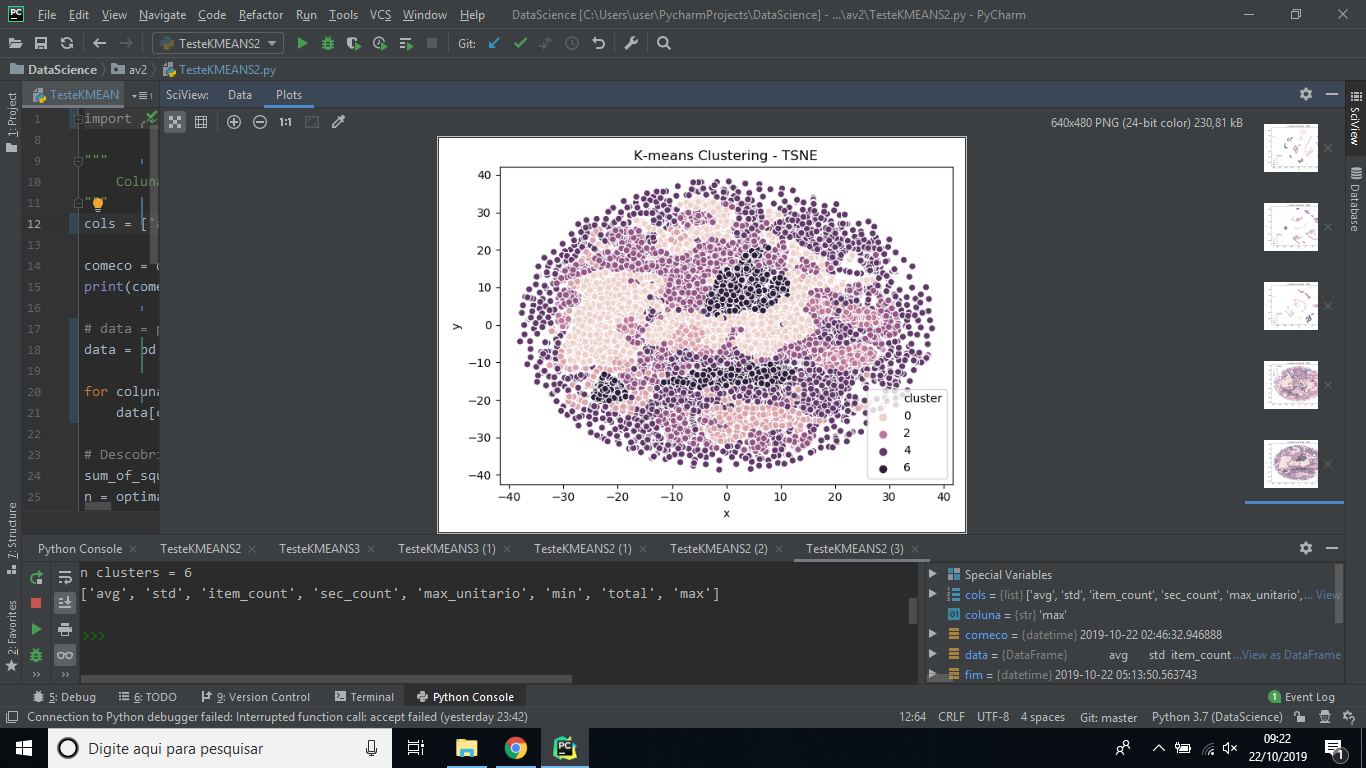 PC File Edit View Navigate Code Refactor Run Tools VCS Window Help DataScience [C:\Users\user\PycharmProjects\DataScience] - ...\av2\TesteKMEANS2.py - PyCharm
TesteKMEANS2 Git:
DataScience av2 TesteKMEANS2.py
1: Project
7: Structure
2: Favorites
TesteKMEAN
1 import
8
9 """
10 Coluna
11 """
12 cols = ['a
13
14 comeco =
15 print(come
16
17 # data = p
18 data = pd
19
20 for coluna
21 data[c
22
23 # Descobri
24 sum_of_squ
25 n = optima
SciView: Data Plots
1:1 640x480 PNG (24-bit color) 230,81 kB
K-means Clustering - TSNE
y
40
30
20
10
0
−10
−20
−30
−40
−40 −30 −20 −10 0 10 20 30 40
x
cluster
0
2
4
6
SciView
Database
Python Console TesteKMEANS2 TesteKMEANS3 TesteKMEANS3 (1) TesteKMEANS2 (1) TesteKMEANS2 (2) TesteKMEANS2 (3)
n clusters = 6
['avg', 'std', 'item_count', 'sec_count', 'max_unitario', 'min', 'total', 'max']
>>>
Special Variables
cols = {list} ['avg', 'std', 'item_count', 'sec_count', 'max_unitario',... View
coluna = {str} 'max'
comeco = {datetime} 2019-10-22 02:46:32.946888
data = {DataFrame} avg std item_count ...View as DataFrame
fim = {datetime} 2019-10-22 05:13:50.563743
5: Debug 6: TODO 9: Version Control Terminal Python Console 1 Event Log
Connection to Python debugger failed: Interrupted function call: accept failed (yesterday 23:42) 12:64 CRLF UTF-8 4 spaces Git: master Python 3.7 (DataScience)
Digite aqui para pesquisar
PC
09:22
22/10/2019
1